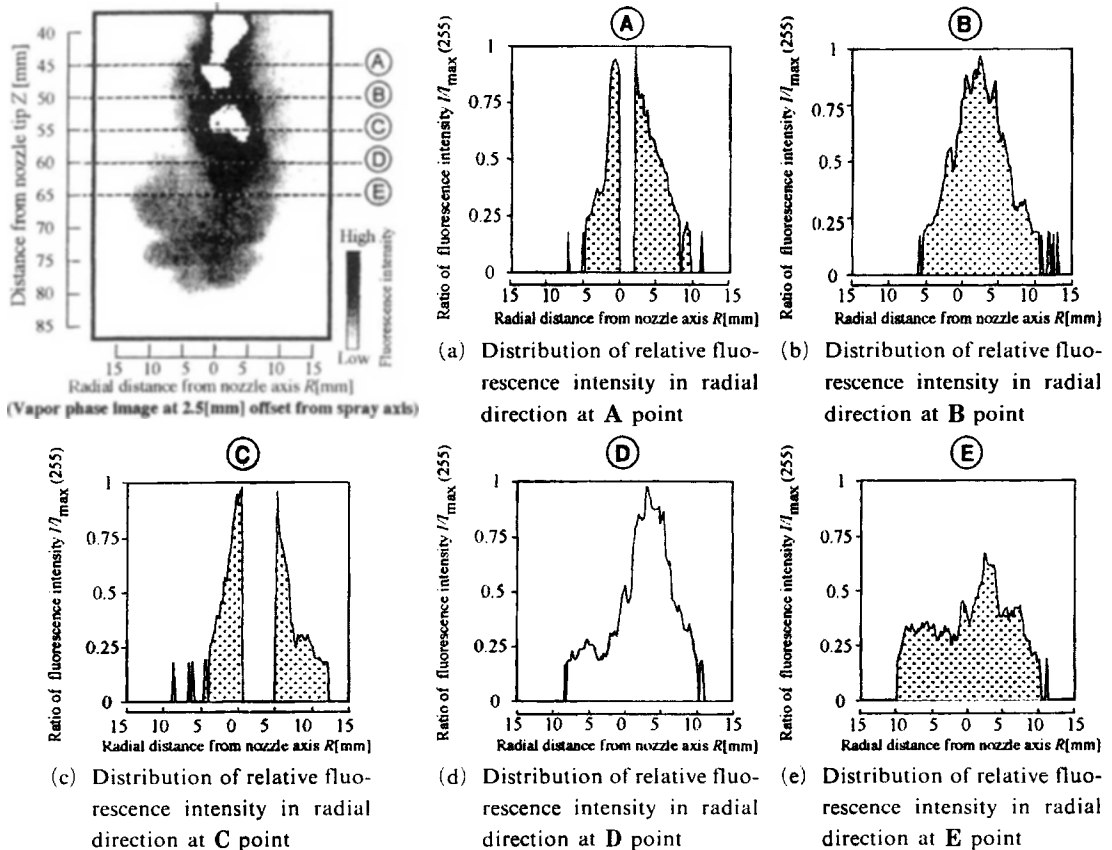 40
45
50
55
60
65
70
75
80
85
Distance from nozzle tip Z [mm]
A
B
C
D
E
High
Low
Fluorescence intensity
15 10 5 0 5 10 15
Radial distance from nozzle axis R[mm]
(Vapor phase image at 2.5[mm] offset from spray axis)
A
Ratio of fluorescence intensity I/Imax (255)
1
0.75
0.5
0.25
0
15 10 5 0 5 10 15
Radial distance from nozzle axis R[mm]
(a) Distribution of relative fluo-
rescence intensity in radial
direction at A point
B
Ratio of fluorescence intensity I/Imax (255)
1
0.75
0.5
0.25
0
15 10 5 0 5 10 15
Radial distance from nozzle axis R[mm]
(b) Distribution of relative fluo-
rescence intensity in radial
direction at B point
C
Ratio of fluorescence intensity I/Imax (255)
1
0.75
0.5
0.25
0
15 10 5 0 5 10 15
Radial distance from nozzle axis R[mm]
(c) Distribution of relative fluo-
rescence intensity in radial
direction at C point
D
Ratio of fluorescence intensity I/Imax (255)
1
0.75
0.5
0.25
0
15 10 5 0 5 10 15
Radial distance from nozzle axis R[mm]
(d) Distribution of relative fluo-
rescence intensity in radial
direction at D point
E
Ratio of fluorescence intensity I/Imax (255)
1
0.75
0.5
0.25
0
15 10 5 0 5 10 15
Radial distance from nozzle axis R[mm]
(e) Distribution of relative fluo-
rescence intensity in radial
direction at E point